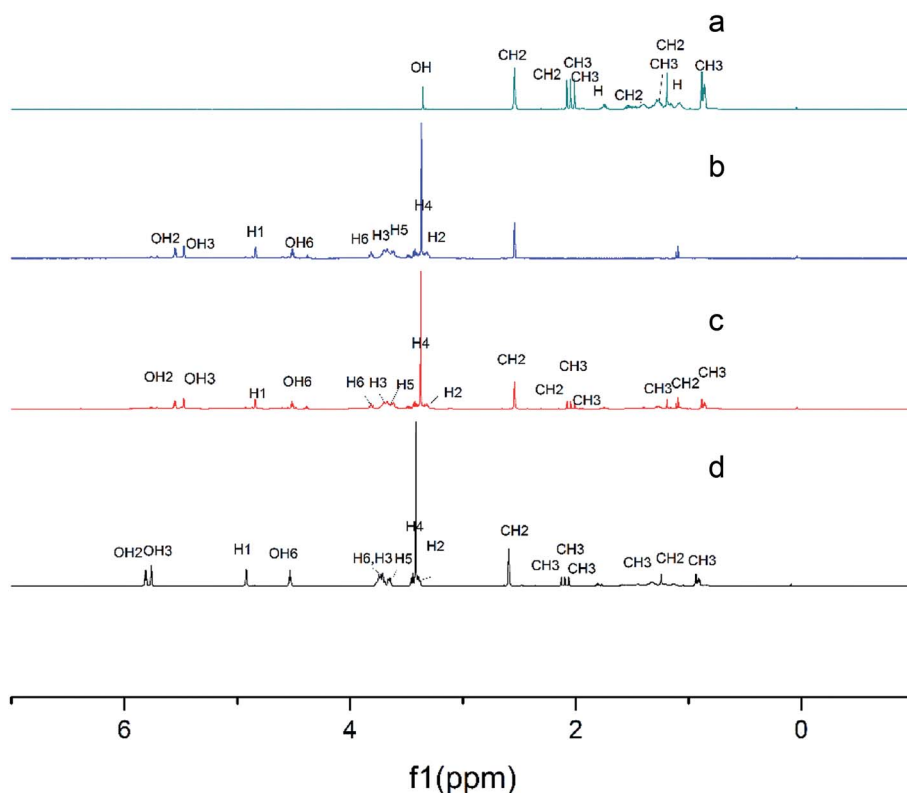 a
OH CH2 CH2 CH3 CH3 H CH2 CH2 CH3 H CH3
b
OH2 OH3 H1 OH6 H6 H3 H5 H4 H2
c
OH2 OH3 H1 OH6 H6 H3 H5 H4 H2 CH2 CH2 CH3 CH3 CH3 CH2 CH3
d
OH2 OH3 H1 OH6 H6,H3 H5 H4 H2 CH2 CH3 CH3 CH3 CH3 CH2 CH3
6 4 2 0
f1(ppm)